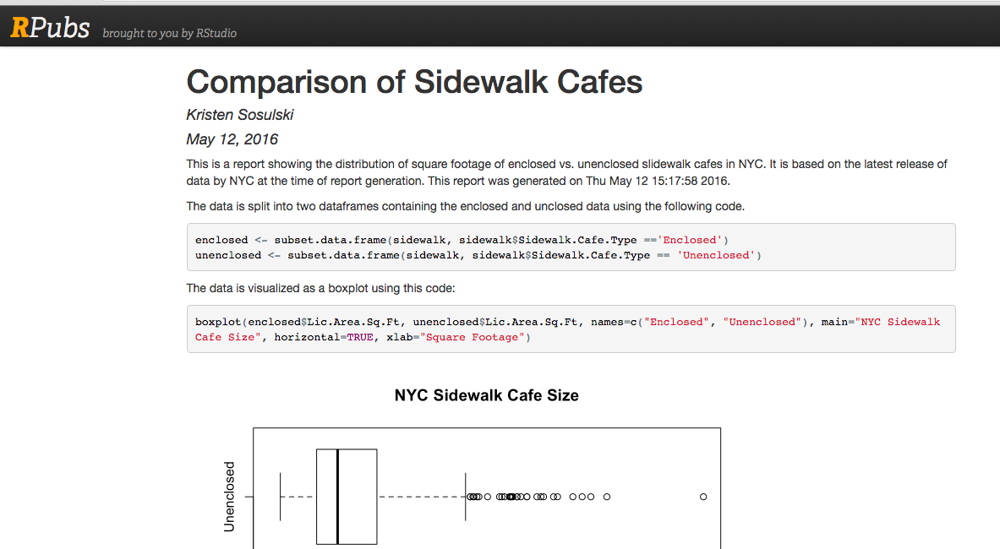 RPubs brought to you by RStudio
Comparison of Sidewalk Cafes
Kristen Sosulski
May 12, 2016
This is a report showing the distribution of square footage of enclosed vs. unenclosed slidewalk cafes in NYC. It is based on the latest release of
data by NYC at the time of report generation. This report was generated on Thu May 12 15:17:58 2016.
The data is split into two dataframes containing the enclosed and unclosed data using the following code.
enclosed <- subset.data.frame(sidewalk, sidewalk$Sidewalk.Cafe.Type =='Enclosed')
unenclosed <- subset.data.frame(sidewalk, sidewalk$Sidewalk.Cafe.Type == 'Unenclosed')
The data is visualized as a boxplot using this code:
boxplot(enclosed$Lic.Area.Sq.Ft, unenclosed$Lic.Area.Sq.Ft, names=c("Enclosed", "Unenclosed"), main="NYC Sidewalk
Cafe Size", horizontal=TRUE, xlab="Square Footage")
NYC Sidewalk Cafe Size
Unenclosed